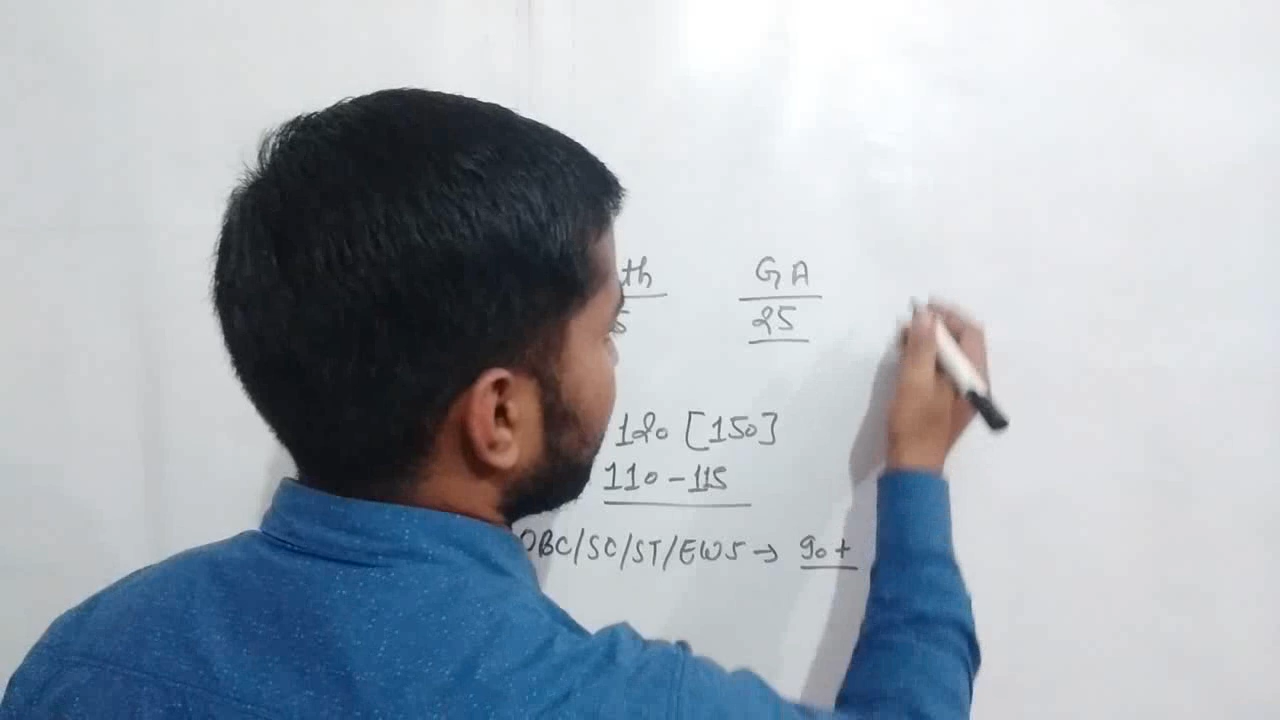 th GA
5 25
120 [150]
110-115
OBC/SC/ST/EWS → 90+